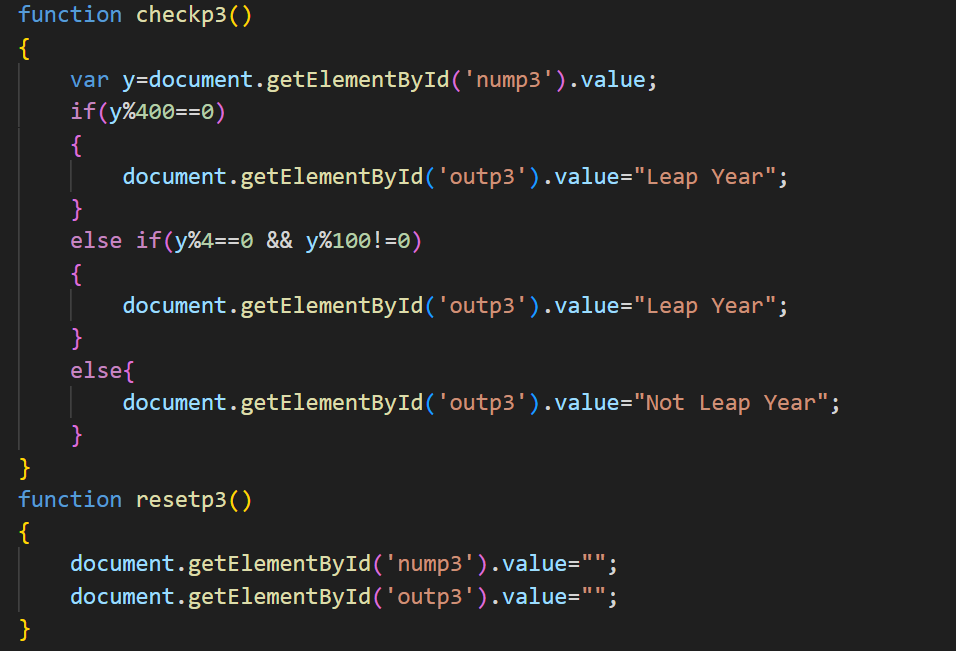 function checkp3()
{
    var y=document.getElementById('nump3').value;
    if(y%400==0)
    {
        document.getElementById('outp3').value="Leap Year";
    }
    else if(y%4==0 && y%100!=0)
    {
        document.getElementById('outp3').value="Leap Year";
    }
    else{
        document.getElementById('outp3').value="Not Leap Year";
    }
}
function resetp3()
{
    document.getElementById('nump3').value="";
    document.getElementById('outp3').value="";
}